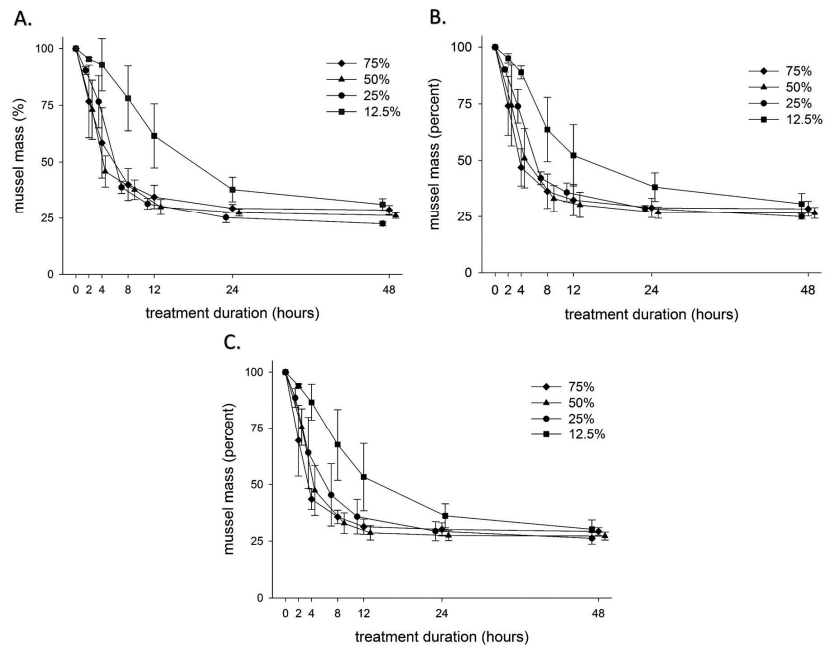 A.
mussel mass (%)
100
75
50
25
0
75%
50%
25%
12.5%
0 2 4 8 12 24 48
treatment duration (hours)
B.
mussel mass (percent)
100
75
50
25
0
75%
50%
25%
12.5%
0 2 4 8 12 24 48
treatment duration (hours)
C.
mussel mass (percent)
100
75
50
25
0
75%
50%
25%
12.5%
0 2 4 8 12 24 48
treatment duration (hours)